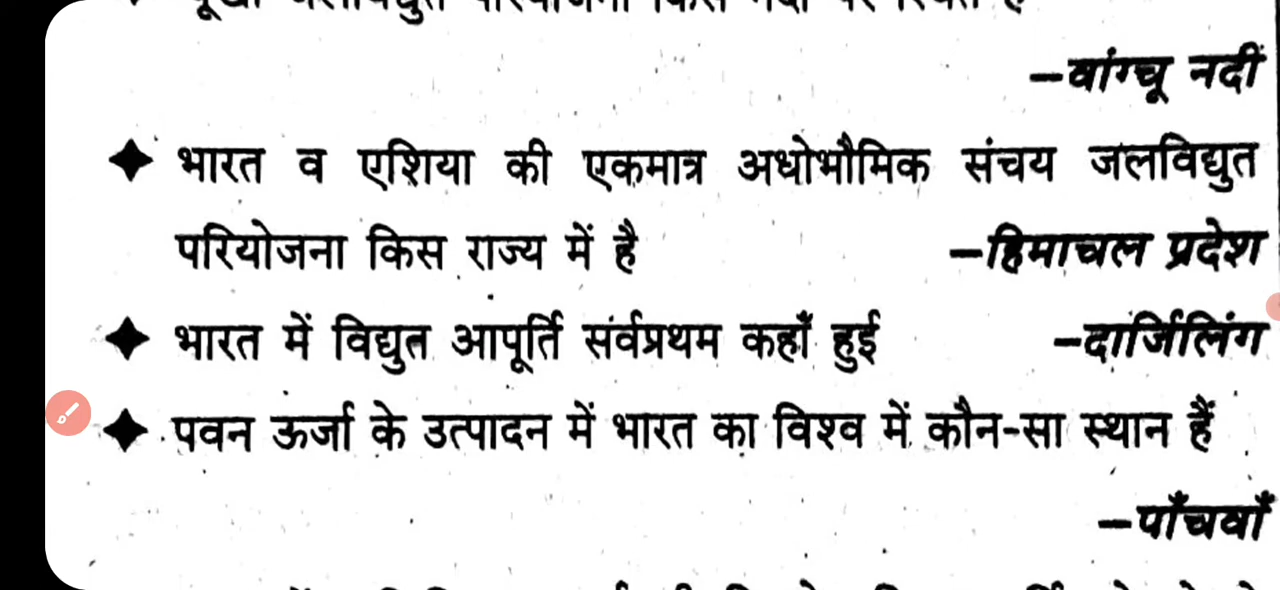 –वांग्चू नदी
भारत व एशिया की एकमात्र अधोभौमिक संचय जलविद्युत
परियोजना किस राज्य में है –हिमाचल प्रदेश
भारत में विद्युत आपूर्ति संर्वप्रथम कहाँ हुई –दार्जिलिंग
पवन ऊर्जा के उत्पादन में भारत का विश्व में कौन-सा स्थान हैं
–पाँचवाँ